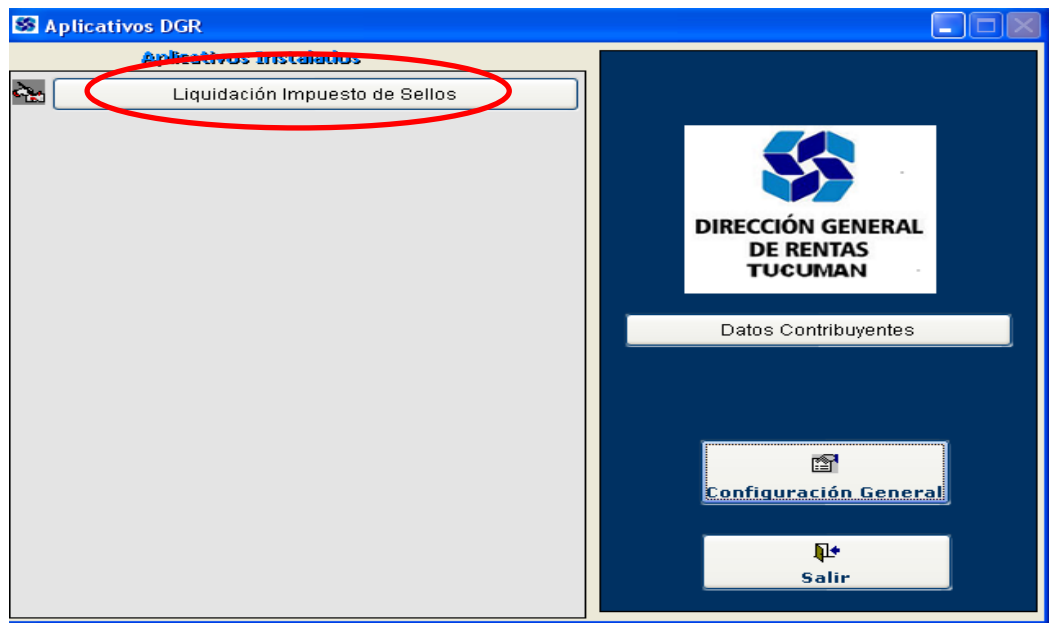 Aplicativos DGR
Aplicativos Instalados
Liquidación Impuesto de Sellos
DIRECCIÓN GENERAL
DE RENTAS
TUCUMAN
Datos Contribuyentes
Configuración General
Salir